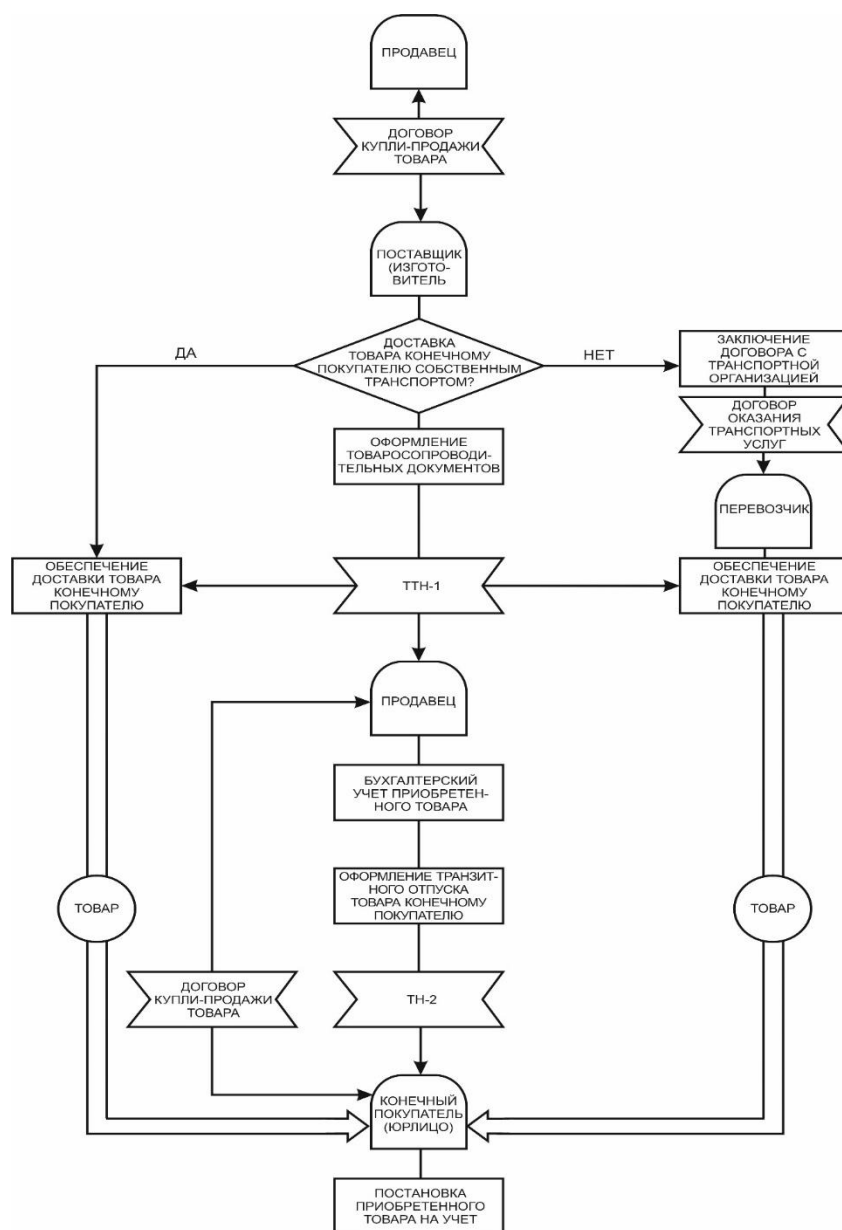 ПРОДАВЕЦ
ДОГОВОР
КУПЛИ-ПРОДАЖИ
ТОВАРА
ПОСТАВЩИК
(ИЗГОТО-
ВИТЕЛЬ
ДОСТАВКА
ТОВАРА КОНЕЧНОМУ
ПОКУПАТЕЛЮ СОБСТВЕННЫМ
ТРАНСПОРТОМ?
ДА
НЕТ
ЗАКЛЮЧЕНИЕ
ДОГОВОРА С
ТРАНСПОРТНОЙ
ОРГАНИЗАЦИЕЙ
ДОГОВОР
ОКАЗАНИЯ
ТРАНСПОРТНЫХ
УСЛУГ
ОФОРМЛЕНИЕ
ТОВАРОСОПРОВОДИ-
ТЕЛЬНЫХ ДОКУМЕНТОВ
ПЕРЕВОЗЧИК
ОБЕСПЕЧЕНИЕ
ДОСТАВКИ ТОВАРА
КОНЕЧНОМУ
ПОКУПАТЕЛЮ
ТТН-1
ОБЕСПЕЧЕНИЕ
ДОСТАВКИ ТОВАРА
КОНЕЧНОМУ
ПОКУПАТЕЛЮ
ПРОДАВЕЦ
БУХГАЛТЕРСКИЙ
УЧЕТ ПРИОБРЕТЕН-
НОГО ТОВАРА
ОФОРМЛЕНИЕ ТРАНЗИТ-
НОГО ОТПУСКА
ТОВАРА КОНЕЧНОМУ
ПОКУПАТЕЛЮ
ТОВАР
ТОВАР
ДОГОВОР
КУПЛИ-ПРОДАЖИ
ТОВАРА
ТН-2
КОНЕЧНЫЙ
ПОКУПАТЕЛЬ
(ЮРЛИЦО)
ПОСТАНОВКА
ПРИОБРЕТЕННОГО
ТОВАРА НА УЧЕТ